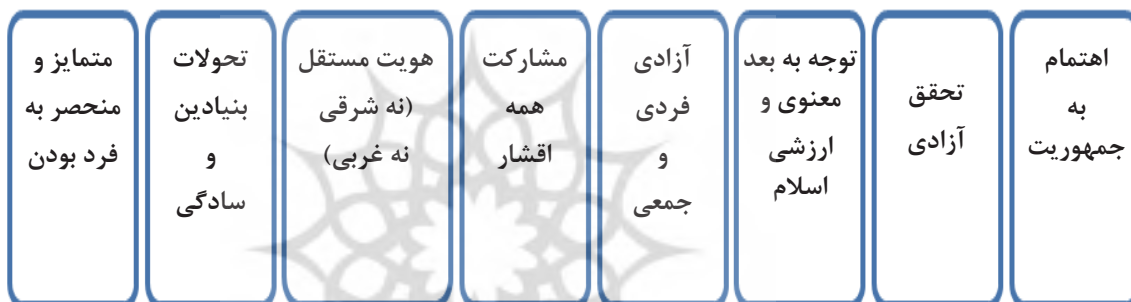 اهتمام
به
جمهوریت
تحقق
آزادی
توجه به بعد
معنوی و
ارزشی
اسلام
آزادی
فردی
و
جمعی
مشارکت
همه
اقشار
هویت مستقل
(نه شرقی
نه غربی)
تحولات
بنیادین
و
سادگی
متمایز و
منحصر به
فرد بودن